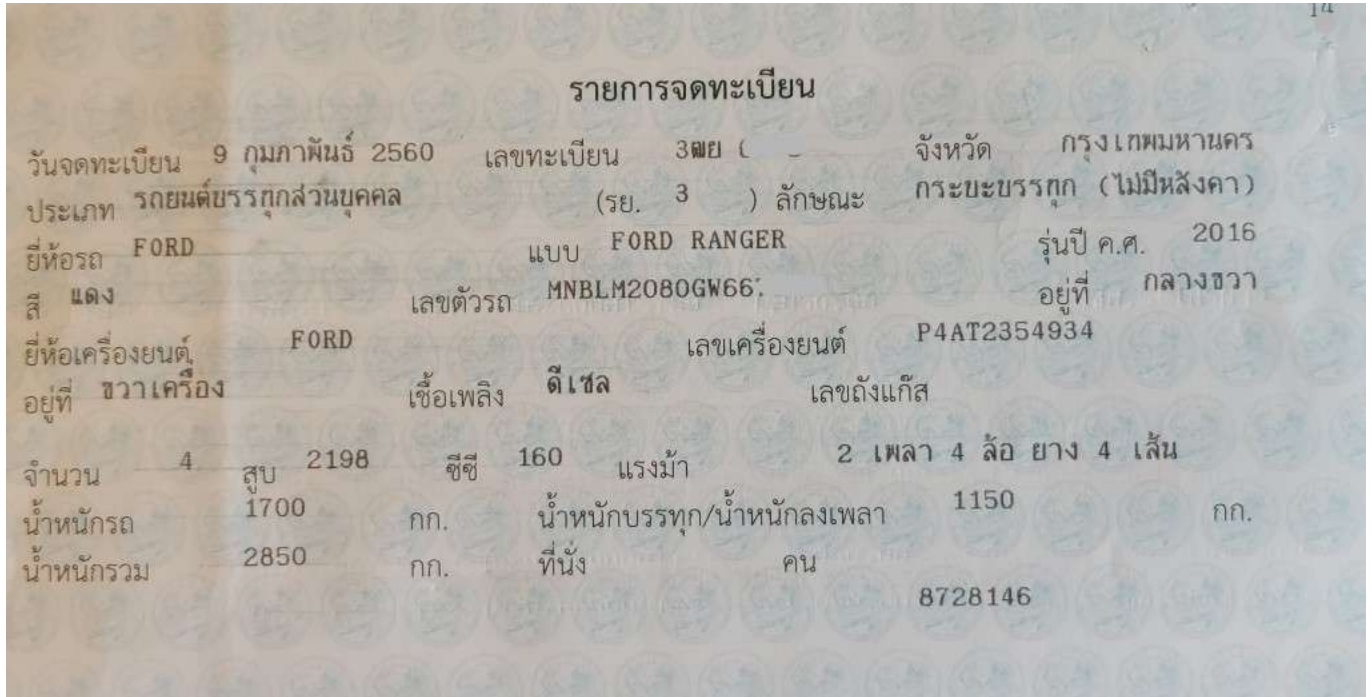 14
รายการจดทะเบียน
วันจดทะเบียน 9 กุมภาพันธ์ 2560 เลขทะเบียน 3ฒย จังหวัด กรุงเทพมหานคร
ประเภท รถยนต์บรรทุกส่วนบุคคล (รย. 3 ) ลักษณะ กระบะบรรทุก (ไม่มีหลังคา)
ยี่ห้อรถ FORD แบบ FORD RANGER รุ่นปี ค.ศ. 2016
สี แดง เลขตัวรถ MNBLM2080GW66 อยู่ที่ กลางขวา
ยี่ห้อเครื่องยนต์ FORD เลขเครื่องยนต์ P4AT2354934
อยู่ที่ ขวาเครื่อง เชื้อเพลิง ดีเซล เลขถังแก๊ส
จำนวน 4 สูบ 2198 ซีซี 160 แรงม้า 2 เพลา 4 ล้อ ยาง 4 เส้น
น้ำหนักรถ 1700 กก. น้ำหนักบรรทุก/น้ำหนักลงเพลา 1150 กก.
น้ำหนักรวม 2850 กก. ที่นั่ง คน
8728146